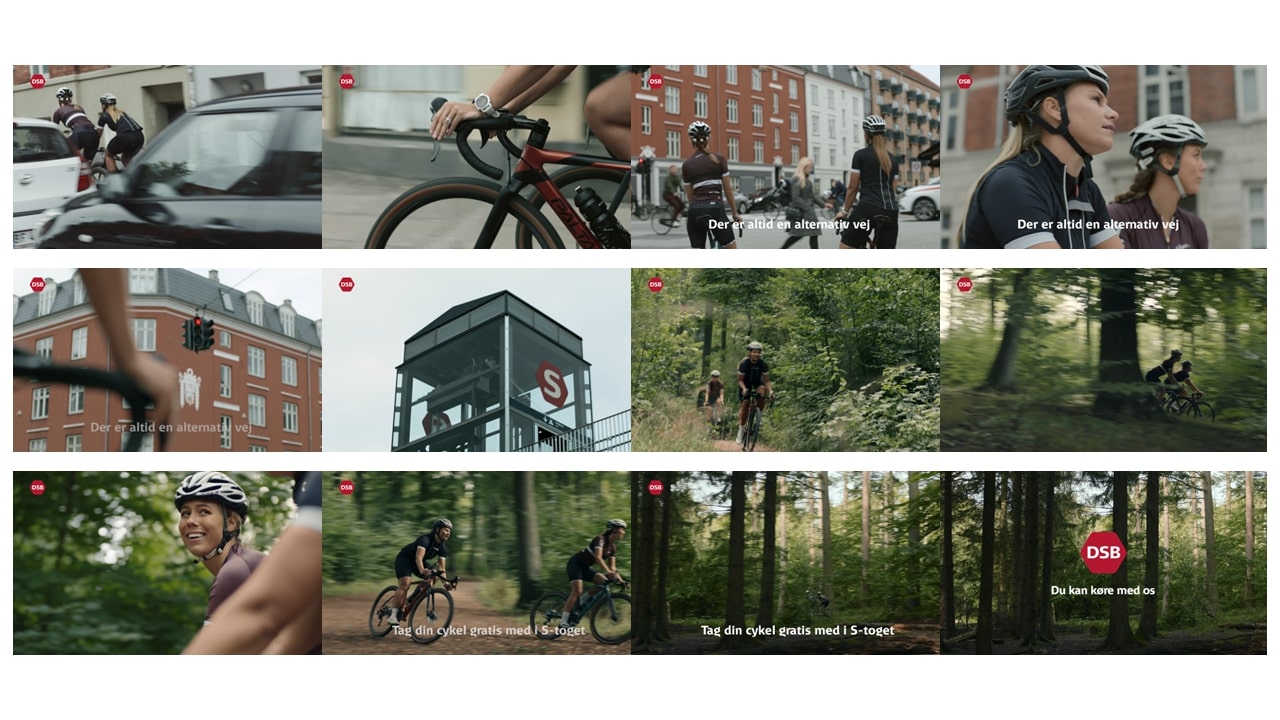 DSB
DSB
DSB
DSB
Der er altid en alternativ vej
Der er altid en alternativ vej
DSB
DSB
DSB
DSB
S
Der er altid en alternativ vej
DSB
DSB
DSB
DSB
Du kan køre med os
Tag din cykel gratis med i S-toget
Tag din cykel gratis med i S-toget